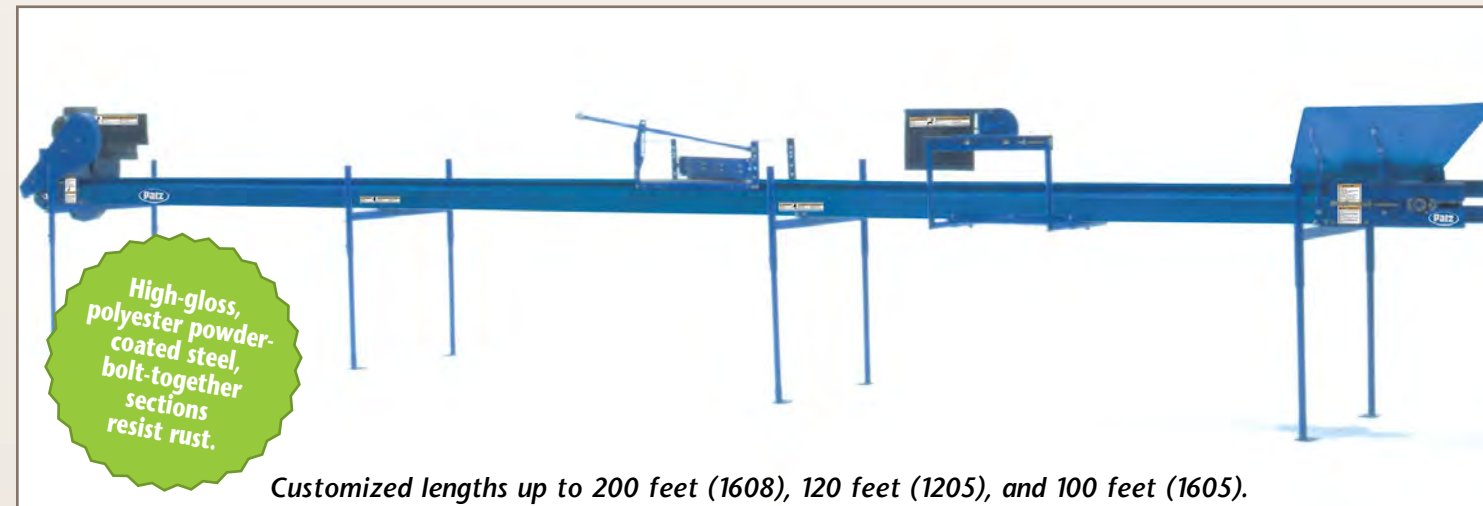 Patz
Patz
High-gloss,
polyester powder-
coated steel,
bolt-together
sections
resist rust.
Customized lengths up to 200 feet (1608), 120 feet (1205), and 100 feet (1605).